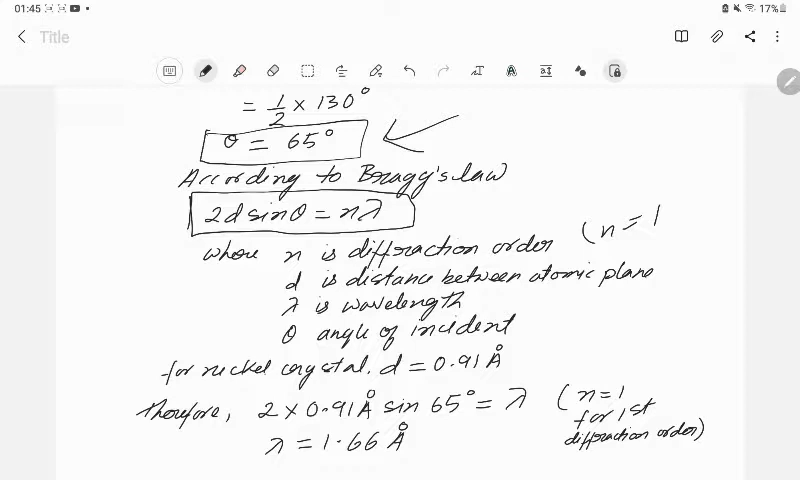 01:45
17%
Title
= 1/2 × 130°
θ = 65°
According to Bragg's law
2d sinθ = nλ
where n is diffraction order (n = 1
d is distance between atomic plane
λ is wavelength
θ angle of incident
for nickel crystal, d = 0.91 Å
Therefore, 2 × 0.91 Å sin 65° = λ (n = 1
for 1st
diffraction order)
λ = 1.66 Å